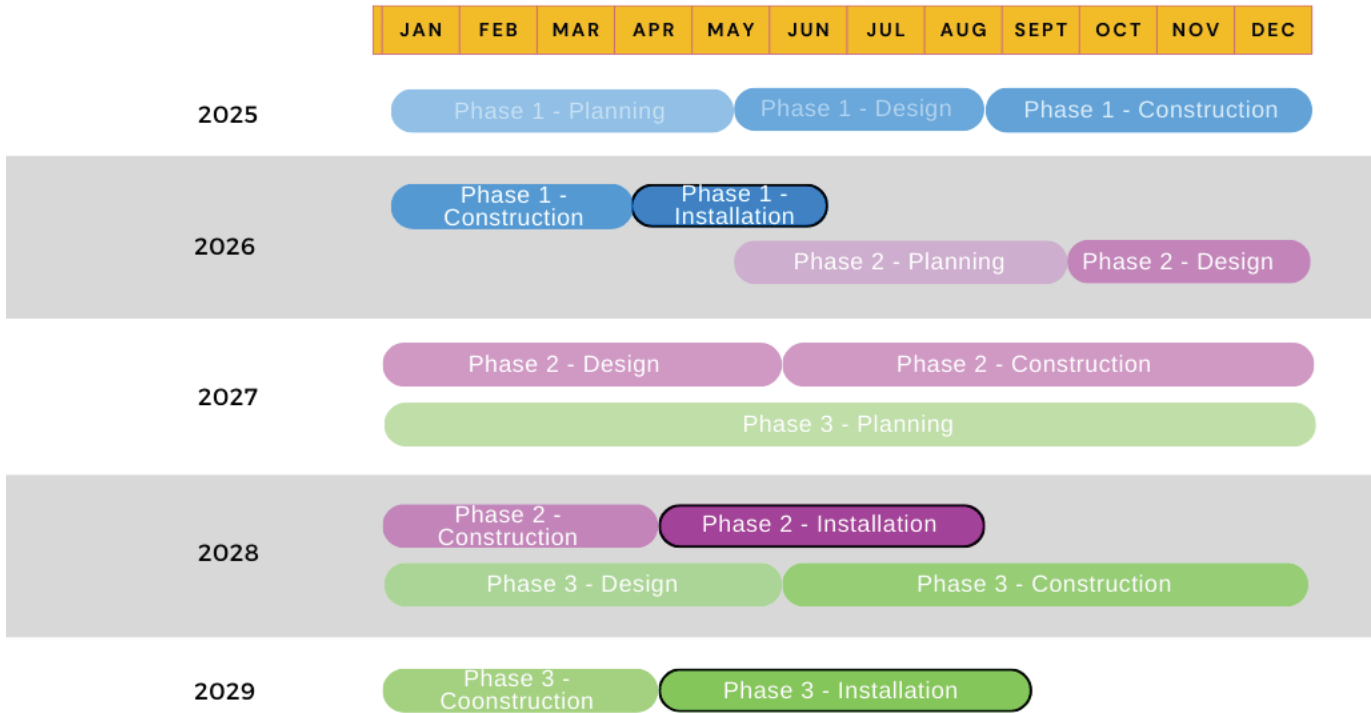 JAN FEB MAR APR MAY JUN JUL AUG SEPT OCT NOV DEC
2025
Phase 1 - Planning
Phase 1 - Design
Phase 1 - Construction
2026
Phase 1 -
Construction
Phase 1 -
Installation
Phase 2 - Planning
Phase 2 - Design
2027
Phase 2 - Design
Phase 2 - Construction
Phase 3 - Planning
2028
Phase 2 -
Construction
Phase 2 - Installation
Phase 3 - Design
Phase 3 - Construction
2029
Phase 3 -
Coonstruction
Phase 3 - Installation